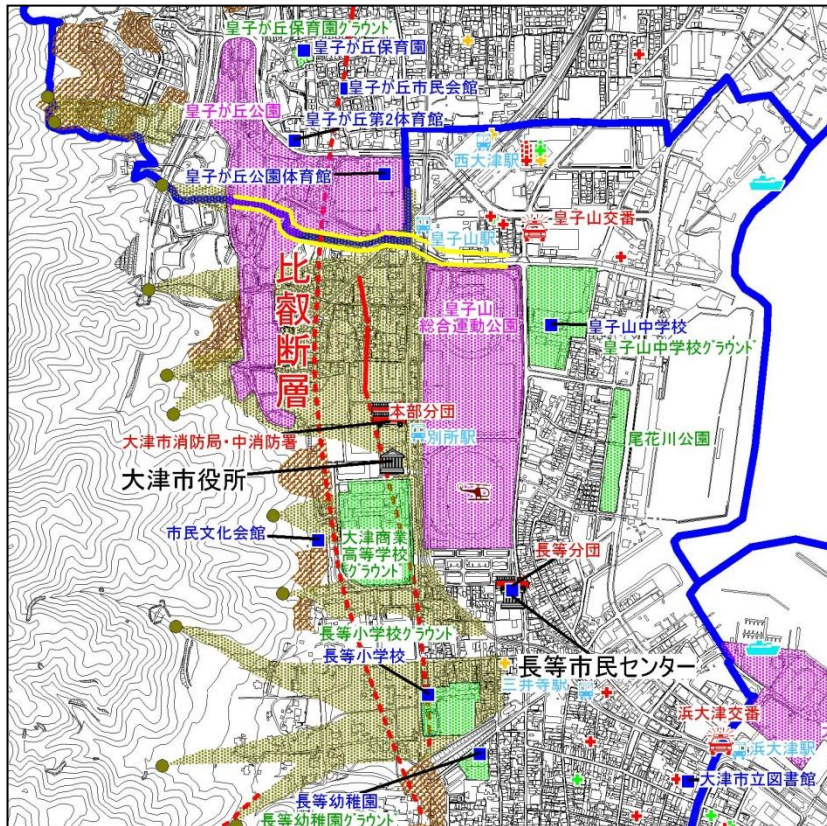 皇子が丘保育園グラウンド
皇子が丘保育園
皇子が丘市民会館
皇子が丘公園
皇子が丘第2体育館
西大津駅
皇子が丘公園体育館
皇子山駅
皇子山交番
比叡断層
皇子山
総合運動公園
皇子山中学校
皇子山中学校グラウンド
本部分団
尾花川公園
大津市消防局・中消防署
別所駅
大津市役所
市民文化会館
大津商業
高等学校
グラウンド
長等分団
長等小学校グラウンド
長等小学校
長等市民センター
三井寺駅
浜大津交番
浜大津駅
大津市立図書館
長等幼稚園
長等幼稚園グラウンド